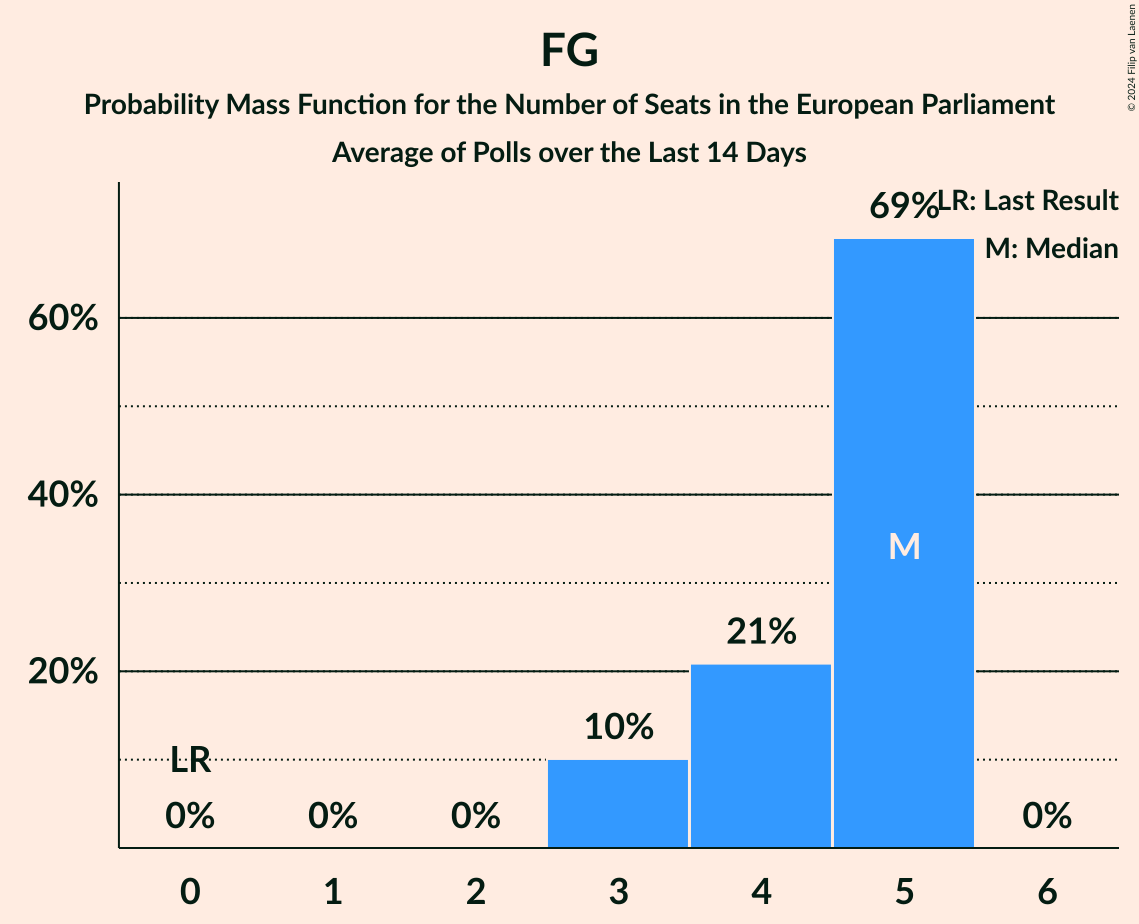 FG
Probability Mass Function for the Number of Seats in the European Parliament
Average of Polls over the Last 14 Days
© 2024 Filip van Laenen
69%
LR: Last Result
M: Median
60%
40%
M
21%
20%
10%
LR
0%
0%
0%
0%
0
1
2
3
4
5
6